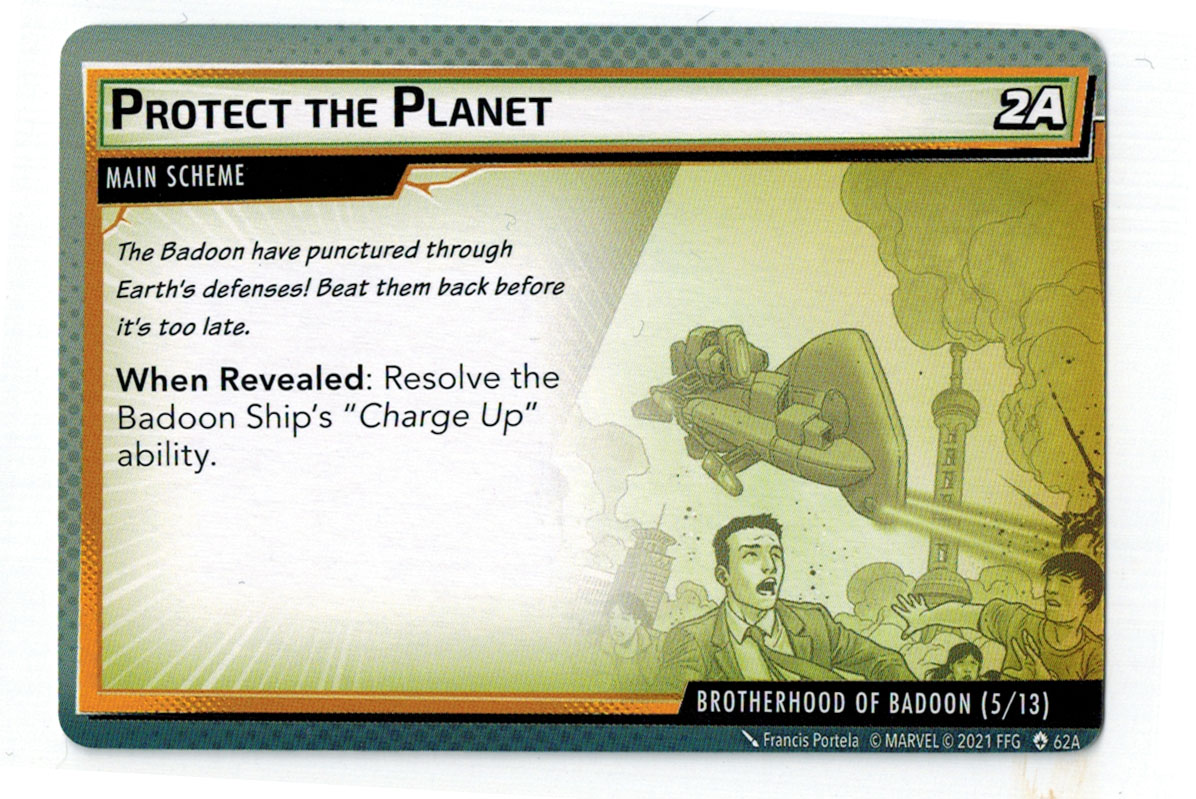 PROTECT THE PLANET
2A
MAIN SCHEME
The Badoon have punctured through
Earth's defenses! Beat them back before
it's too late.
When Revealed: Resolve the
Badoon Ship's "Charge Up"
ability.
BROTHERHOOD OF BADOON (5/13)
Francis Portela © MARVEL © 2021 FFG 62A